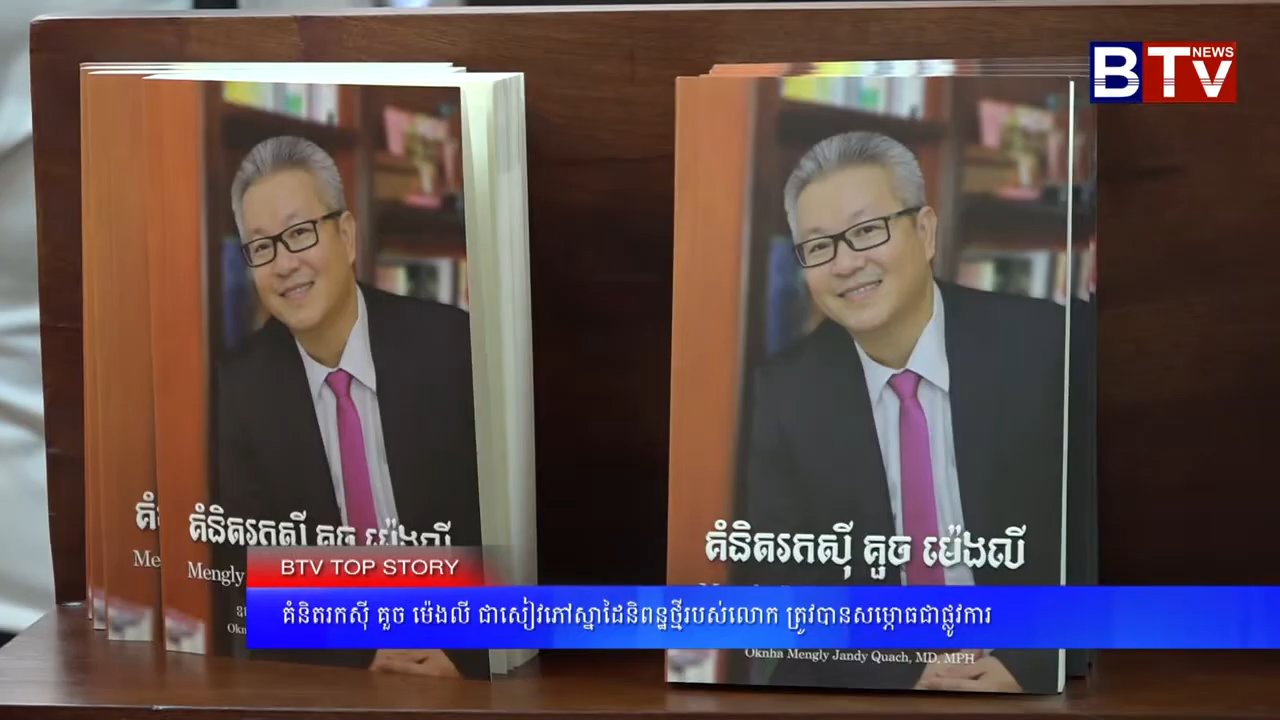 BTV NEWS
គំនិតរកស៊ី គួច ម៉េងលី
Mengly
គំនិតរកស៊ី គួច ម៉េងលី
BTV TOP STORY
គំនិតរកស៊ី គួច ម៉េងលី ជាសៀវភៅស្នាដៃនិពន្ធថ្មីរបស់លោក ត្រូវបានសម្ភោធជាផ្លូវការ
Oknha Mengly Jandy Quach, MD, MPH